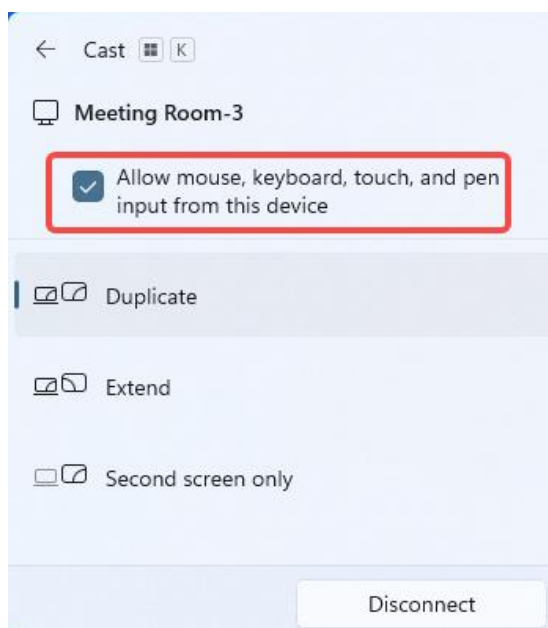 Cast K
Meeting Room-3
Allow mouse, keyboard, touch, and pen
input from this device
Duplicate
Extend
Second screen only
Disconnect